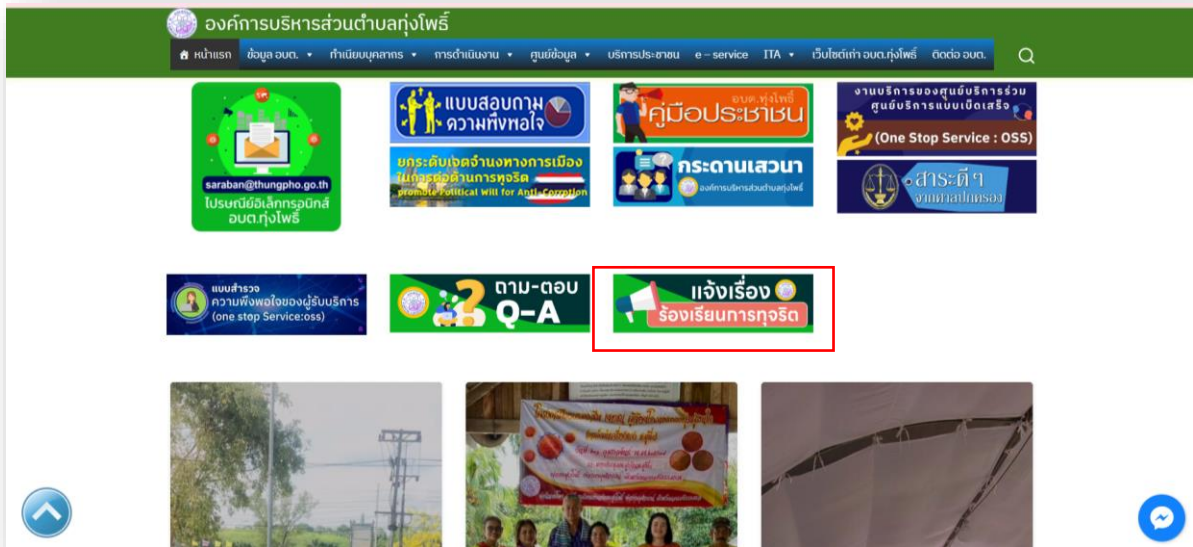 องค์การบริหารส่วนตำบลทุ่งโพธิ์
หน้าแรก ข้อมูล อบต. ทำเนียบบุคลากร การดำเนินงาน ศูนย์ข้อมูล บริการประชาชน e – service ITA เว็บไซต์เก่า อบต.ทุ่งโพธิ์ ติดต่อ อบต.
saraban@thungpho.go.th
ไปรษณีย์อิเล็กทรอนิกส์
อบต.ทุ่งโพธิ์
แบบสอบถาม
ความพึงพอใจ
ยกระดับเจตจำนงทางการเมือง
ในการต่อต้านการทุจริต
promote Political Will for Anti-Corrption
อบต.ทุ่งโพธิ์
คู่มือประชาชน
กระดานเสวนา
องค์การบริหารส่วนตำบลทุ่งโพธิ์
งานบริการของศูนย์บริการร่วม
ศูนย์บริการแบบเบ็ดเสร็จ
(One Stop Service : OSS)
สาระดี ๆ
จากศาลปกครอง
แบบสำรวจ
ความพึงพอใจของผู้รับบริการ
(one stop Service:oss)
ถาม-ตอบ
Q-A
แจ้งเรื่อง
ร้องเรียนการทุจริต